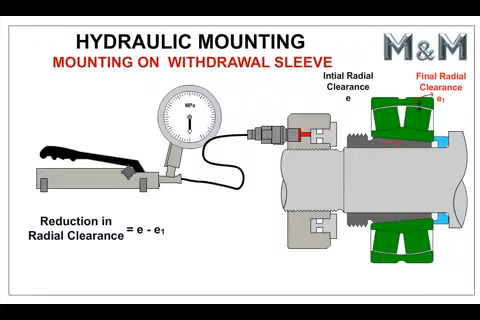 HYDRAULIC MOUNTING
MOUNTING ON WITHDRAWAL SLEEVE
M&M
Intial Radial
Clearance
e
Final Radial
Clearance
e₁
MPa
Reduction in
Radial Clearance = e - e₁